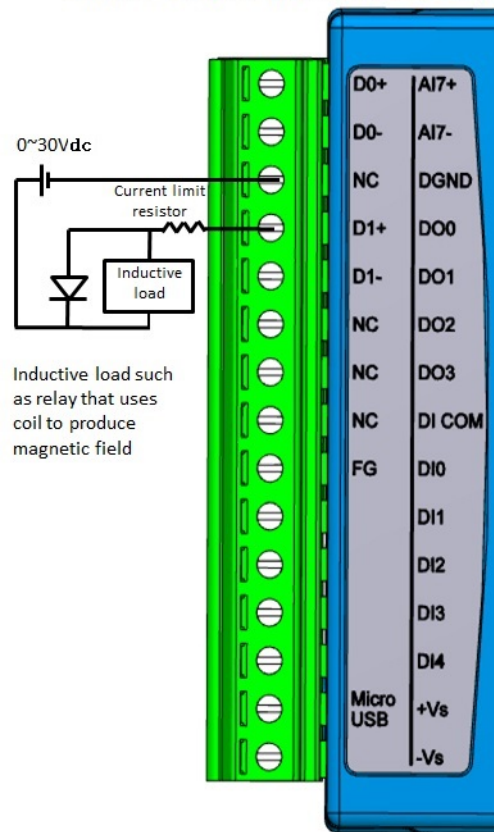 D0+ AI7+
D0- AI7-
0~30Vdc
NC DGND
Current limit
resistor
D1+ DO0
Inductive
load
D1- DO1
NC DO2
Inductive load such
as relay that uses
coil to produce
magnetic field
NC DO3
NC DI COM
FG DI0
DI1
DI2
DI3
DI4
Micro
USB
+Vs
-Vs